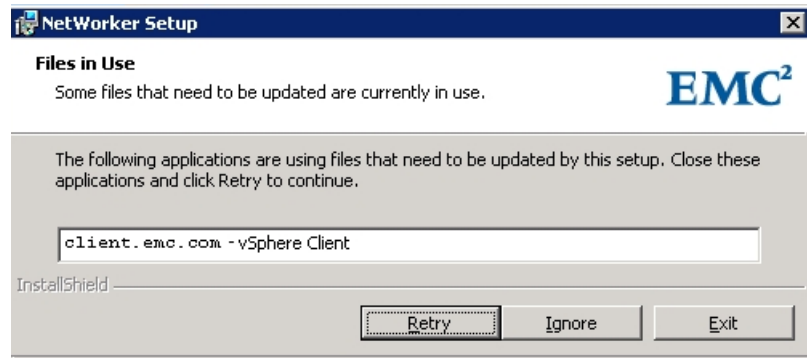 NetWorker Setup
Files in Use
Some files that need to be updated are currently in use.
EMC²
The following applications are using files that need to be updated by this setup. Close these
applications and click Retry to continue.
client.emc.com - vSphere Client
InstallShield
Retry
Ignore
Exit